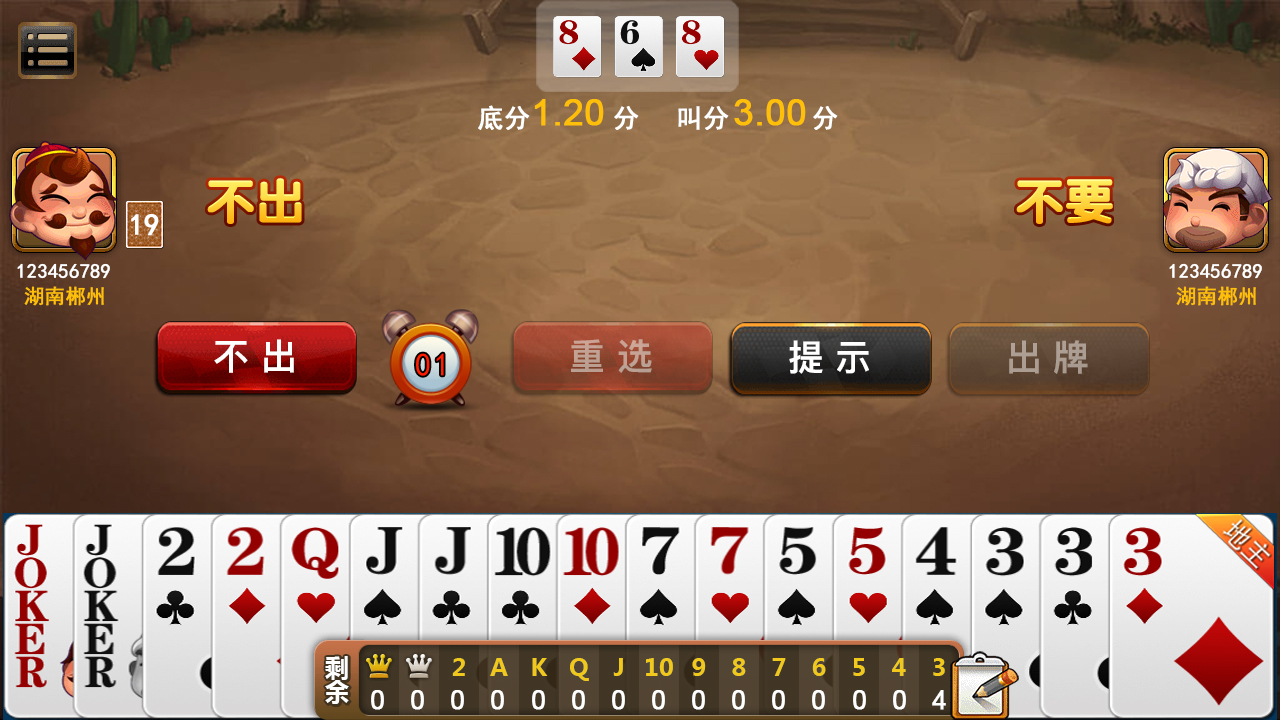 8 6 8
底分 1.20 分 叫分 3.00 分
不出
不要
19
123456789
湖南郴州
123456789
湖南郴州
不出
01
重选
提示
出牌
JOKER JOKER 2 2 Q J J 10 10 7 7 5 5 4 3 3 3
地主
剩余
2 A K Q J 10 9 8 7 6 5 4 3
0 0 0 0 0 0 0 0 0 0 0 0 0 0 4